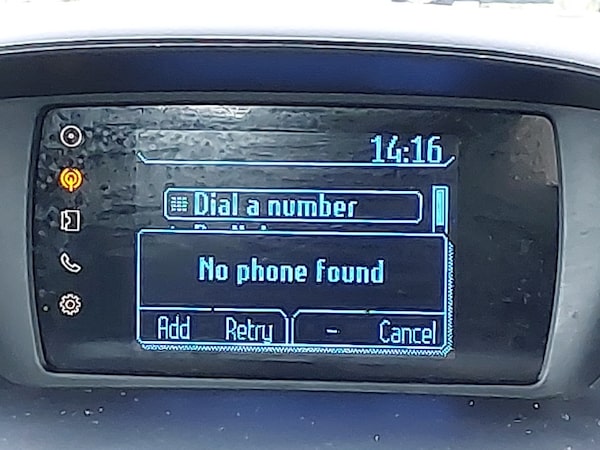 14:16
Dial a number
No phone found
Add Retry - Cancel